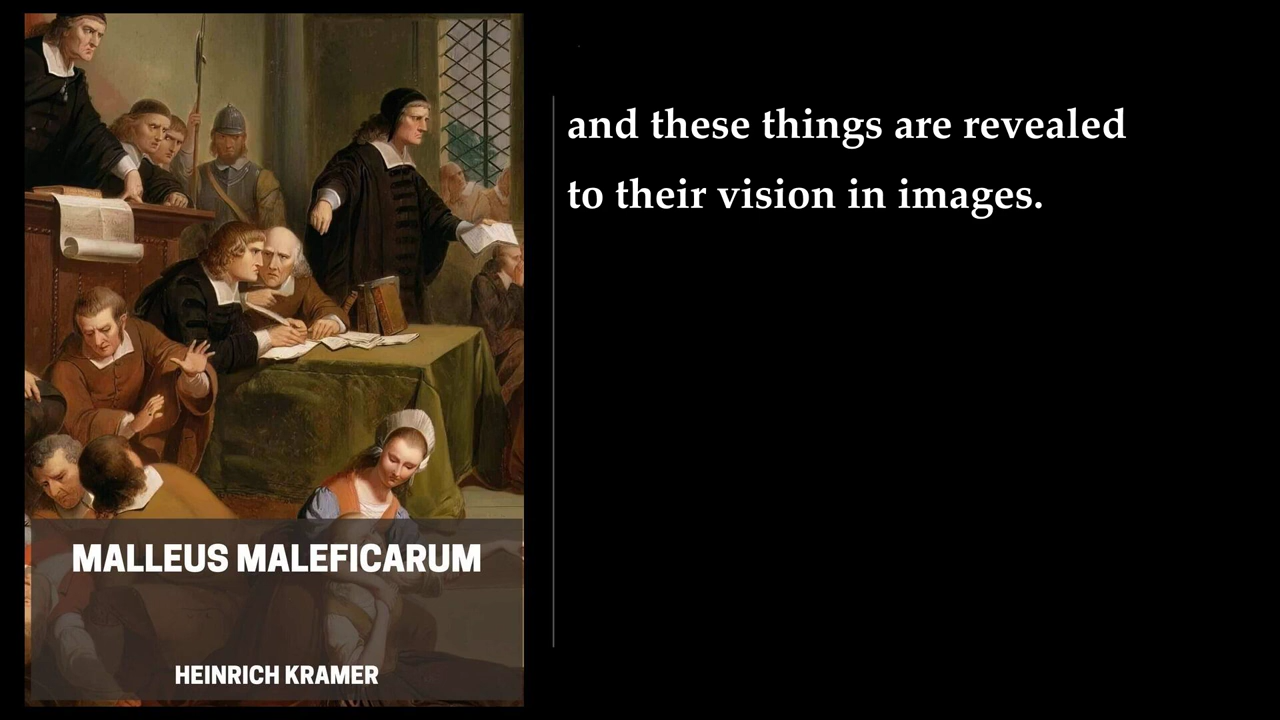 MALLEUS MALEFICARUM
HEINRICH KRAMER
and these things are revealed
to their vision in images.